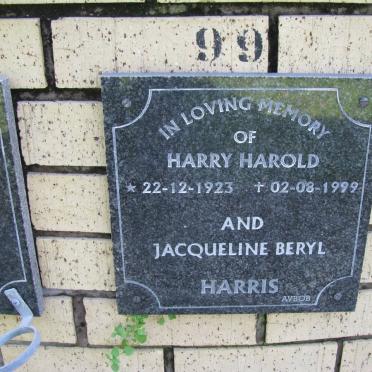 99
IN LOVING MEMORY
OF
HARRY HAROLD
* 22-12-1923 † 02-08-1999
AND
JACQUELINE BERYL
HARRIS
AVBOB